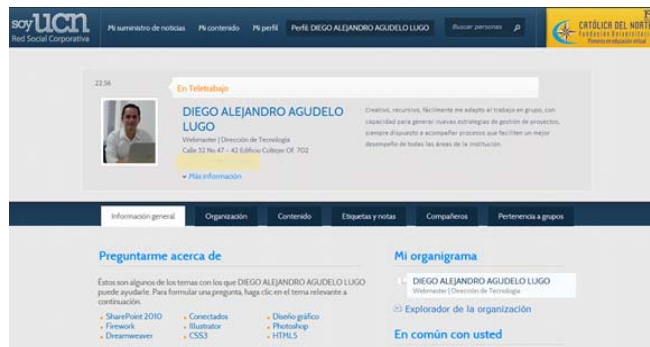 soy ucn
Red Social Corporativa
Mi suministro de noticias Mi contenido Mi perfil Perfil: DIEGO ALEJANDRO AGUDELO LUGO Buscar personas
CATÓLICA DEL NORTE
Fundación Universitaria
Pionera en educación virtual
22:56
En Teletrabajo
DIEGO ALEJANDRO AGUDELO
LUGO
Webmaster | Dirección de Tecnología
Calle 52 No 47 - 42 Edificio Coltejer Of. 702
Más información
Creativo, recursivo, fácilmente me adapto al trabajo en grupo, con
capacidad para generar nuevas estrategias de gestión de proyectos,
siempre dispuesto a acompañar procesos que faciliten un mejor
desempeño de todas las áreas de la institución.
Información general Organización Contenido Etiquetas y notas Compañeros Pertenencia a grupos
Preguntarme acerca de
Éstos son algunos de los temas con los que DIEGO ALEJANDRO AGUDELO LUGO
puede ayudarle. Para formular una pregunta, haga clic en el tema relevante a
continuación.
SharePoint 2010 Conectados Diseño gráfico
Firework Illustrator Photoshop
Dreamweaver CSS3 HTML5
Mi organigrama
DIEGO ALEJANDRO AGUDELO LUGO
Webmaster | Dirección de Tecnología
Explorador de la organización
En común con usted